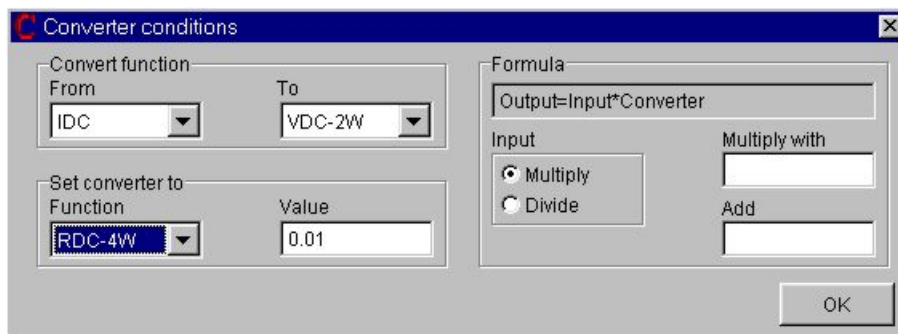 Converter conditions
Convert function
From To
IDC VDC-2W
Set converter to
Function Value
RDC-4W 0.01
Formula
Output=Input*Converter
Input Multiply with
Multiply
Divide
Add
OK